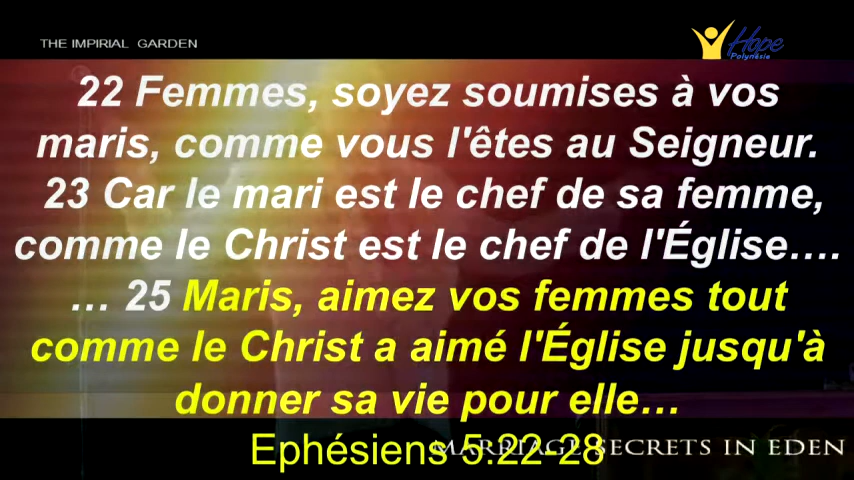 THE IMPIRIAL GARDEN
Hope
Polynésie
22 Femmes, soyez soumises à vos
maris, comme vous l'êtes au Seigneur.
23 Car le mari est le chef de sa femme,
comme le Christ est le chef de l'Église....
... 25 Maris, aimez vos femmes tout
comme le Christ a aimé l'Église jusqu'à
donner sa vie pour elle...
Ephésiens 5:22-28
MARRIAGE SECRETS IN EDEN